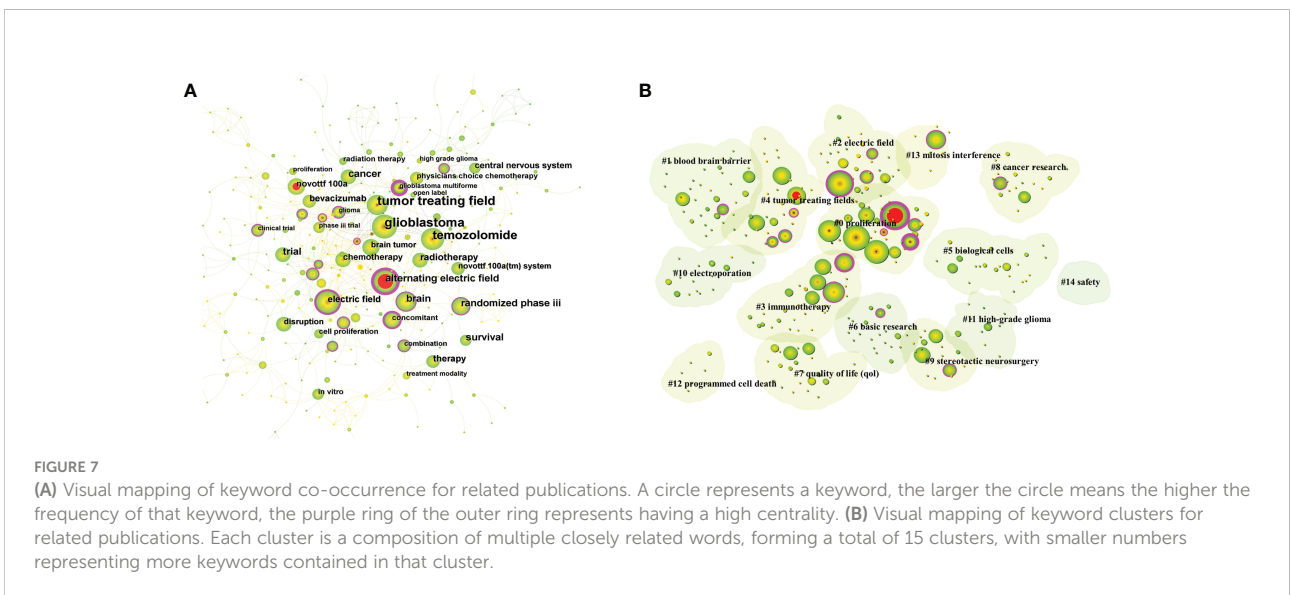 A
B
proliferation
radiation therapy
high grade glioma
central nervous system
cancer
physicians choice chemotherapy
novottf 100a
glioblastoma multiforme
open label
bevacizumab
tumor treating field
glioma
clinical trial
phase iii trial
glioblastoma
temozolomide
trial
brain tumor
chemotherapy
radiotherapy
novottf 100a(tm) system
alternating electric field
electric field
brain
randomized phase iii
disruption
concomitant
cell proliferation
combination
survival
therapy
treatment modality
in vitro
#1 blood brain barrier
#2 electric field
#13 mitosis interference
#8 cancer research.
#4 tumor treating fields
#0 proliferation
#5 biological cells
#10 electroporation
#14 safety
#3 immunotherapy
#6 basic research
#11 high-grade glioma
#9 stereotactic neurosurgery
#12 programmed cell death
#7 quality of life (qol)
FIGURE 7
(A) Visual mapping of keyword co-occurrence for related publications. A circle represents a keyword, the larger the circle means the higher the
frequency of that keyword, the purple ring of the outer ring represents having a high centrality. (B) Visual mapping of keyword clusters for
related publications. Each cluster is a composition of multiple closely related words, forming a total of 15 clusters, with smaller numbers
representing more keywords contained in that cluster.